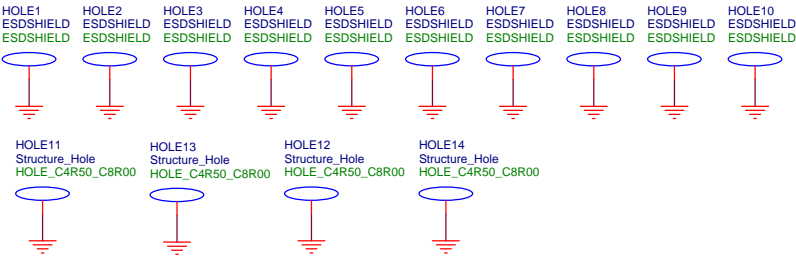 HOLE1 HOLE2 HOLE3 HOLE4 HOLE5 HOLE6 HOLE7 HOLE8 HOLE9 HOLE10
ESDSHIELD ESDSHIELD ESDSHIELD ESDSHIELD ESDSHIELD ESDSHIELD ESDSHIELD ESDSHIELD ESDSHIELD ESDSHIELD
ESDSHIELD ESDSHIELD ESDSHIELD ESDSHIELD ESDSHIELD ESDSHIELD ESDSHIELD ESDSHIELD ESDSHIELD ESDSHIELD
HOLE11 HOLE13 HOLE12 HOLE14
Structure_Hole Structure_Hole Structure_Hole Structure_Hole
HOLE_C4R50_C8R00 HOLE_C4R50_C8R00 HOLE_C4R50_C8R00 HOLE_C4R50_C8R00